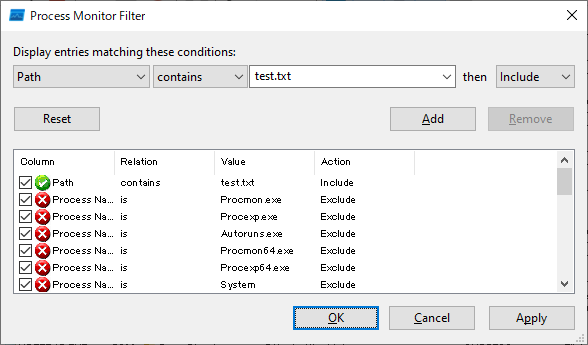 Process Monitor Filter
Display entries matching these conditions:
Path contains test.txt then Include
Reset Add Remove
Column Relation Value Action
Path contains test.txt Include
Process Na... is Procmon.exe Exclude
Process Na... is Procexp.exe Exclude
Process Na... is Autoruns.exe Exclude
Process Na... is Procmon64.exe Exclude
Process Na... is Procexp64.exe Exclude
Process Na... is System Exclude
OK Cancel Apply